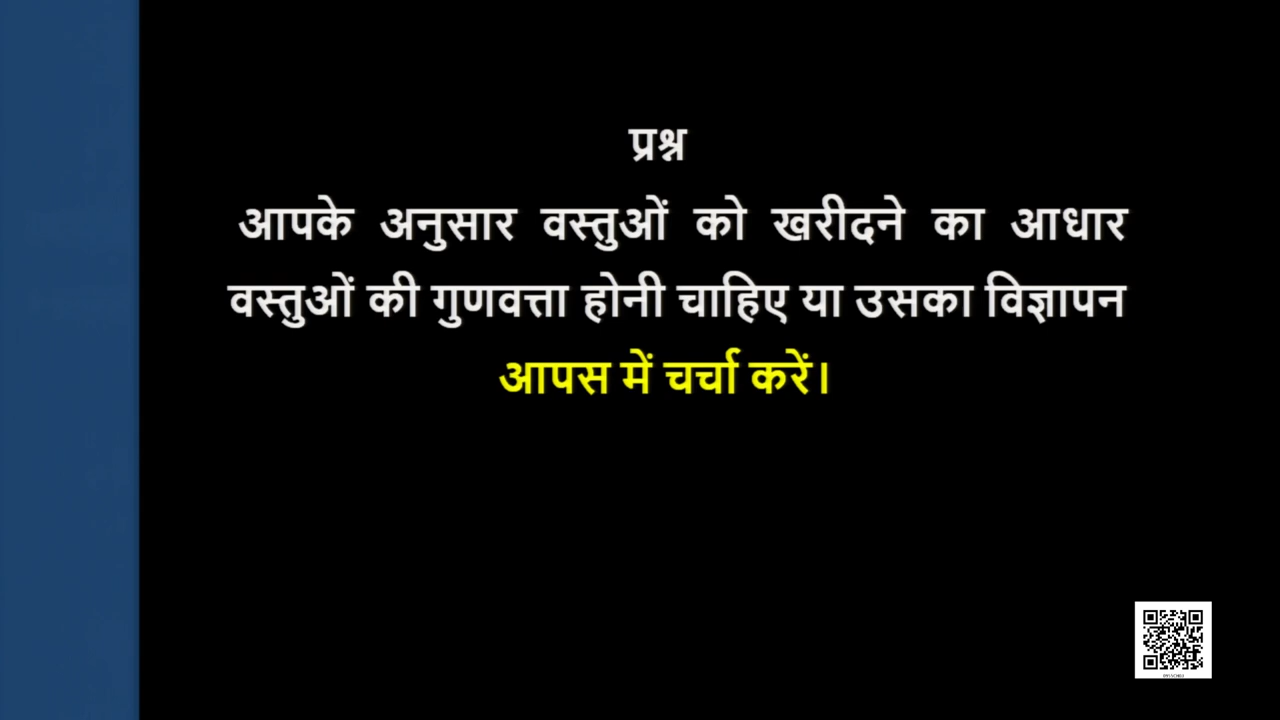 प्रश्न
आपके अनुसार वस्तुओं को खरीदने का आधार
वस्तुओं की गुणवत्ता होनी चाहिए या उसका विज्ञापन
आपस में चर्चा करें।